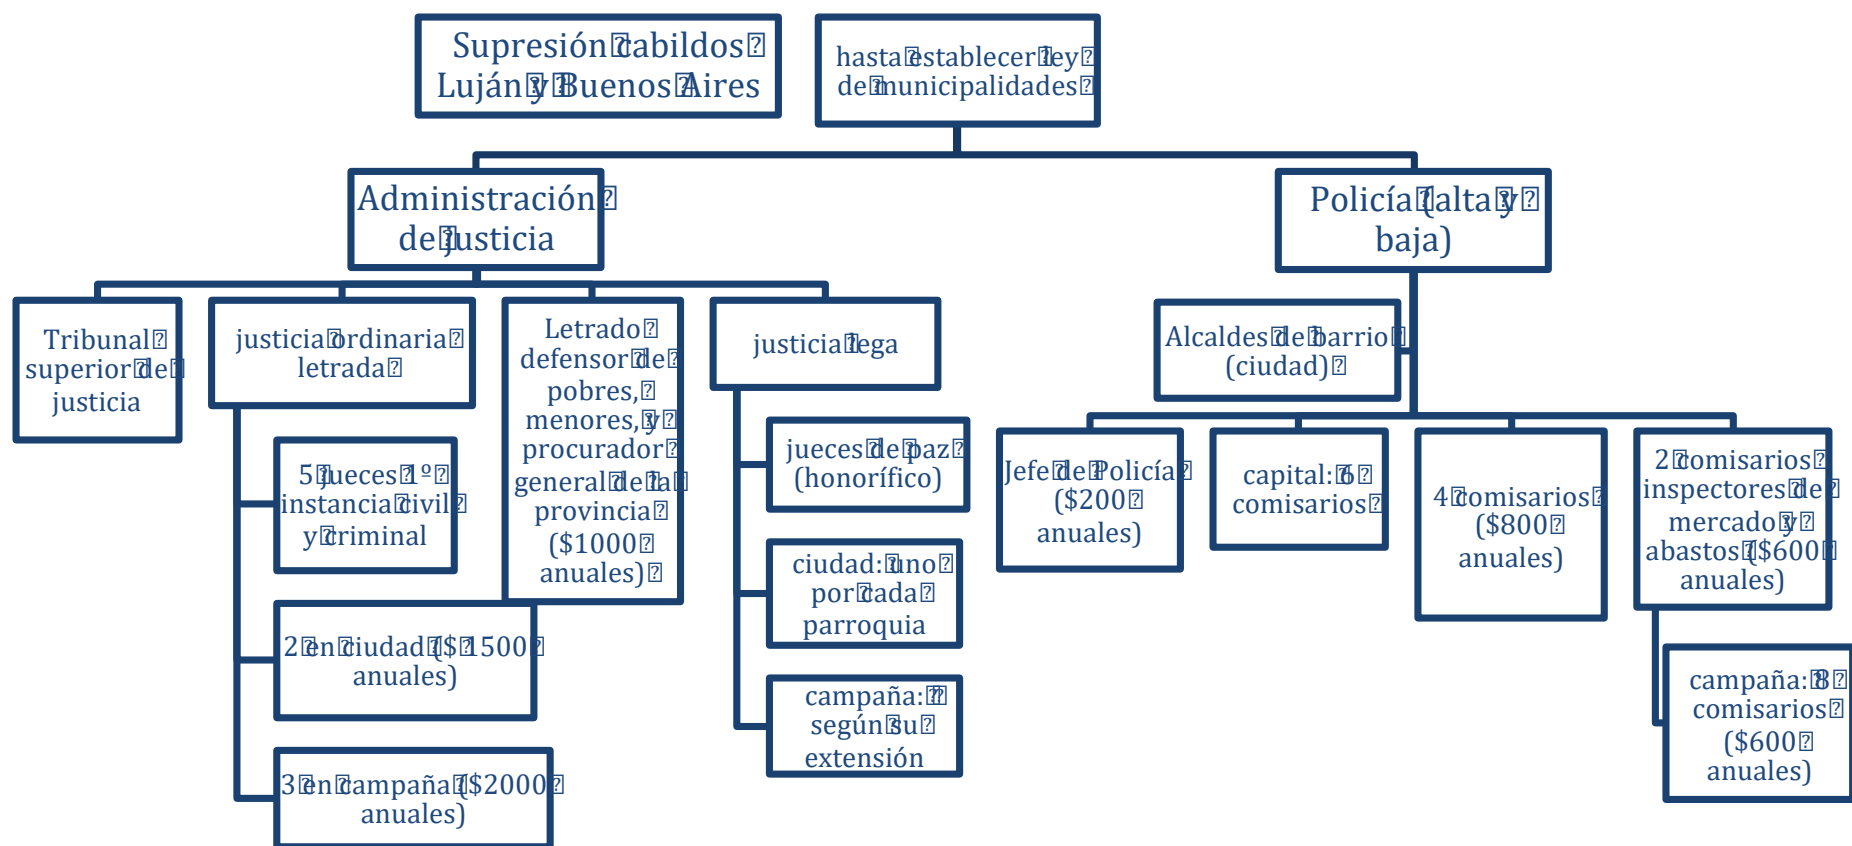 Supresión cabildos
Luján y Buenos Aires
hasta establecer ley
de municipalidades
Administración
de justicia
Policía (alta y
baja)
Tribunal
superior de
justicia
justicia ordinaria
letrada
5 jueces 1º
instancia civil
y criminal
2 en ciudad ($ 1500
anuales)
3 en campaña ($2000
anuales)
Letrado
defensor de
pobres,
menores, y
procurador
general de la
provincia
($1000
anuales)
justicia lega
jueces de paz
(honorífico)
ciudad: uno
por cada
parroquia
campaña:
según su
extensión
Alcaldes de barrio
(ciudad)
Jefe de Policía
($200
anuales)
capital: 6
comisarios
4 comisarios
($800
anuales)
2 comisarios
inspectores de
mercado y
abastos ($600
anuales)
campaña: 8
comisarios
($600
anuales)